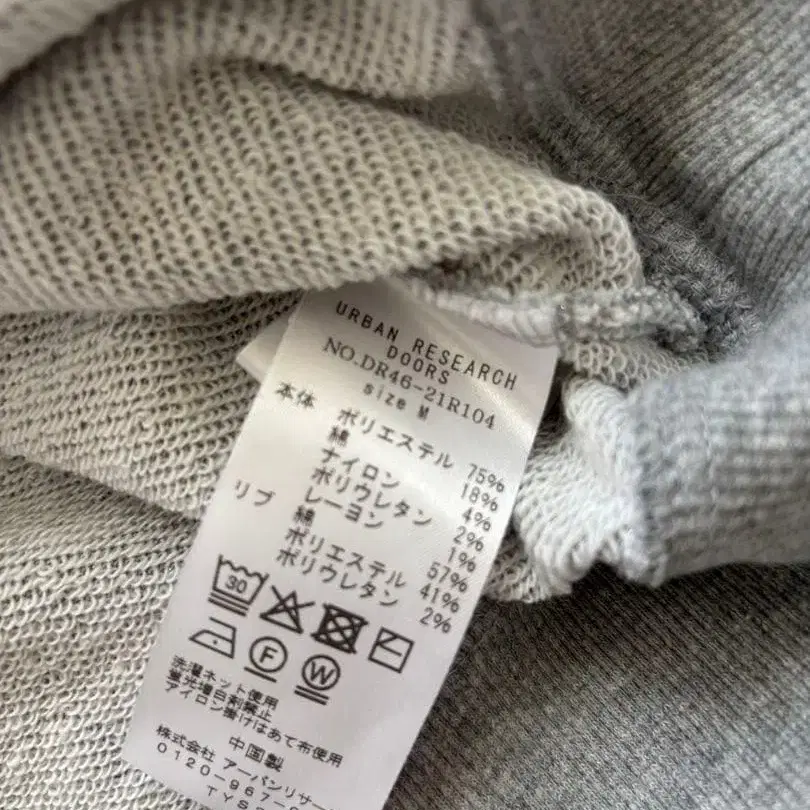 URBAN RESEARCH
DOORS
NO.DR46-21R104
size M
本体 ポリエステル 75%
綿 18%
ナイロン 4%
ポリウレタン 2%
レーヨン 1%
リブ 綿 57%
ポリエステル 41%
ポリウレタン 2%
30
F W
洗濯ネット使用
蛍光増白剤禁止
アイロン掛けはあて布使用
中国製
株式会社 アーバンリサー
0120-967-
TYS